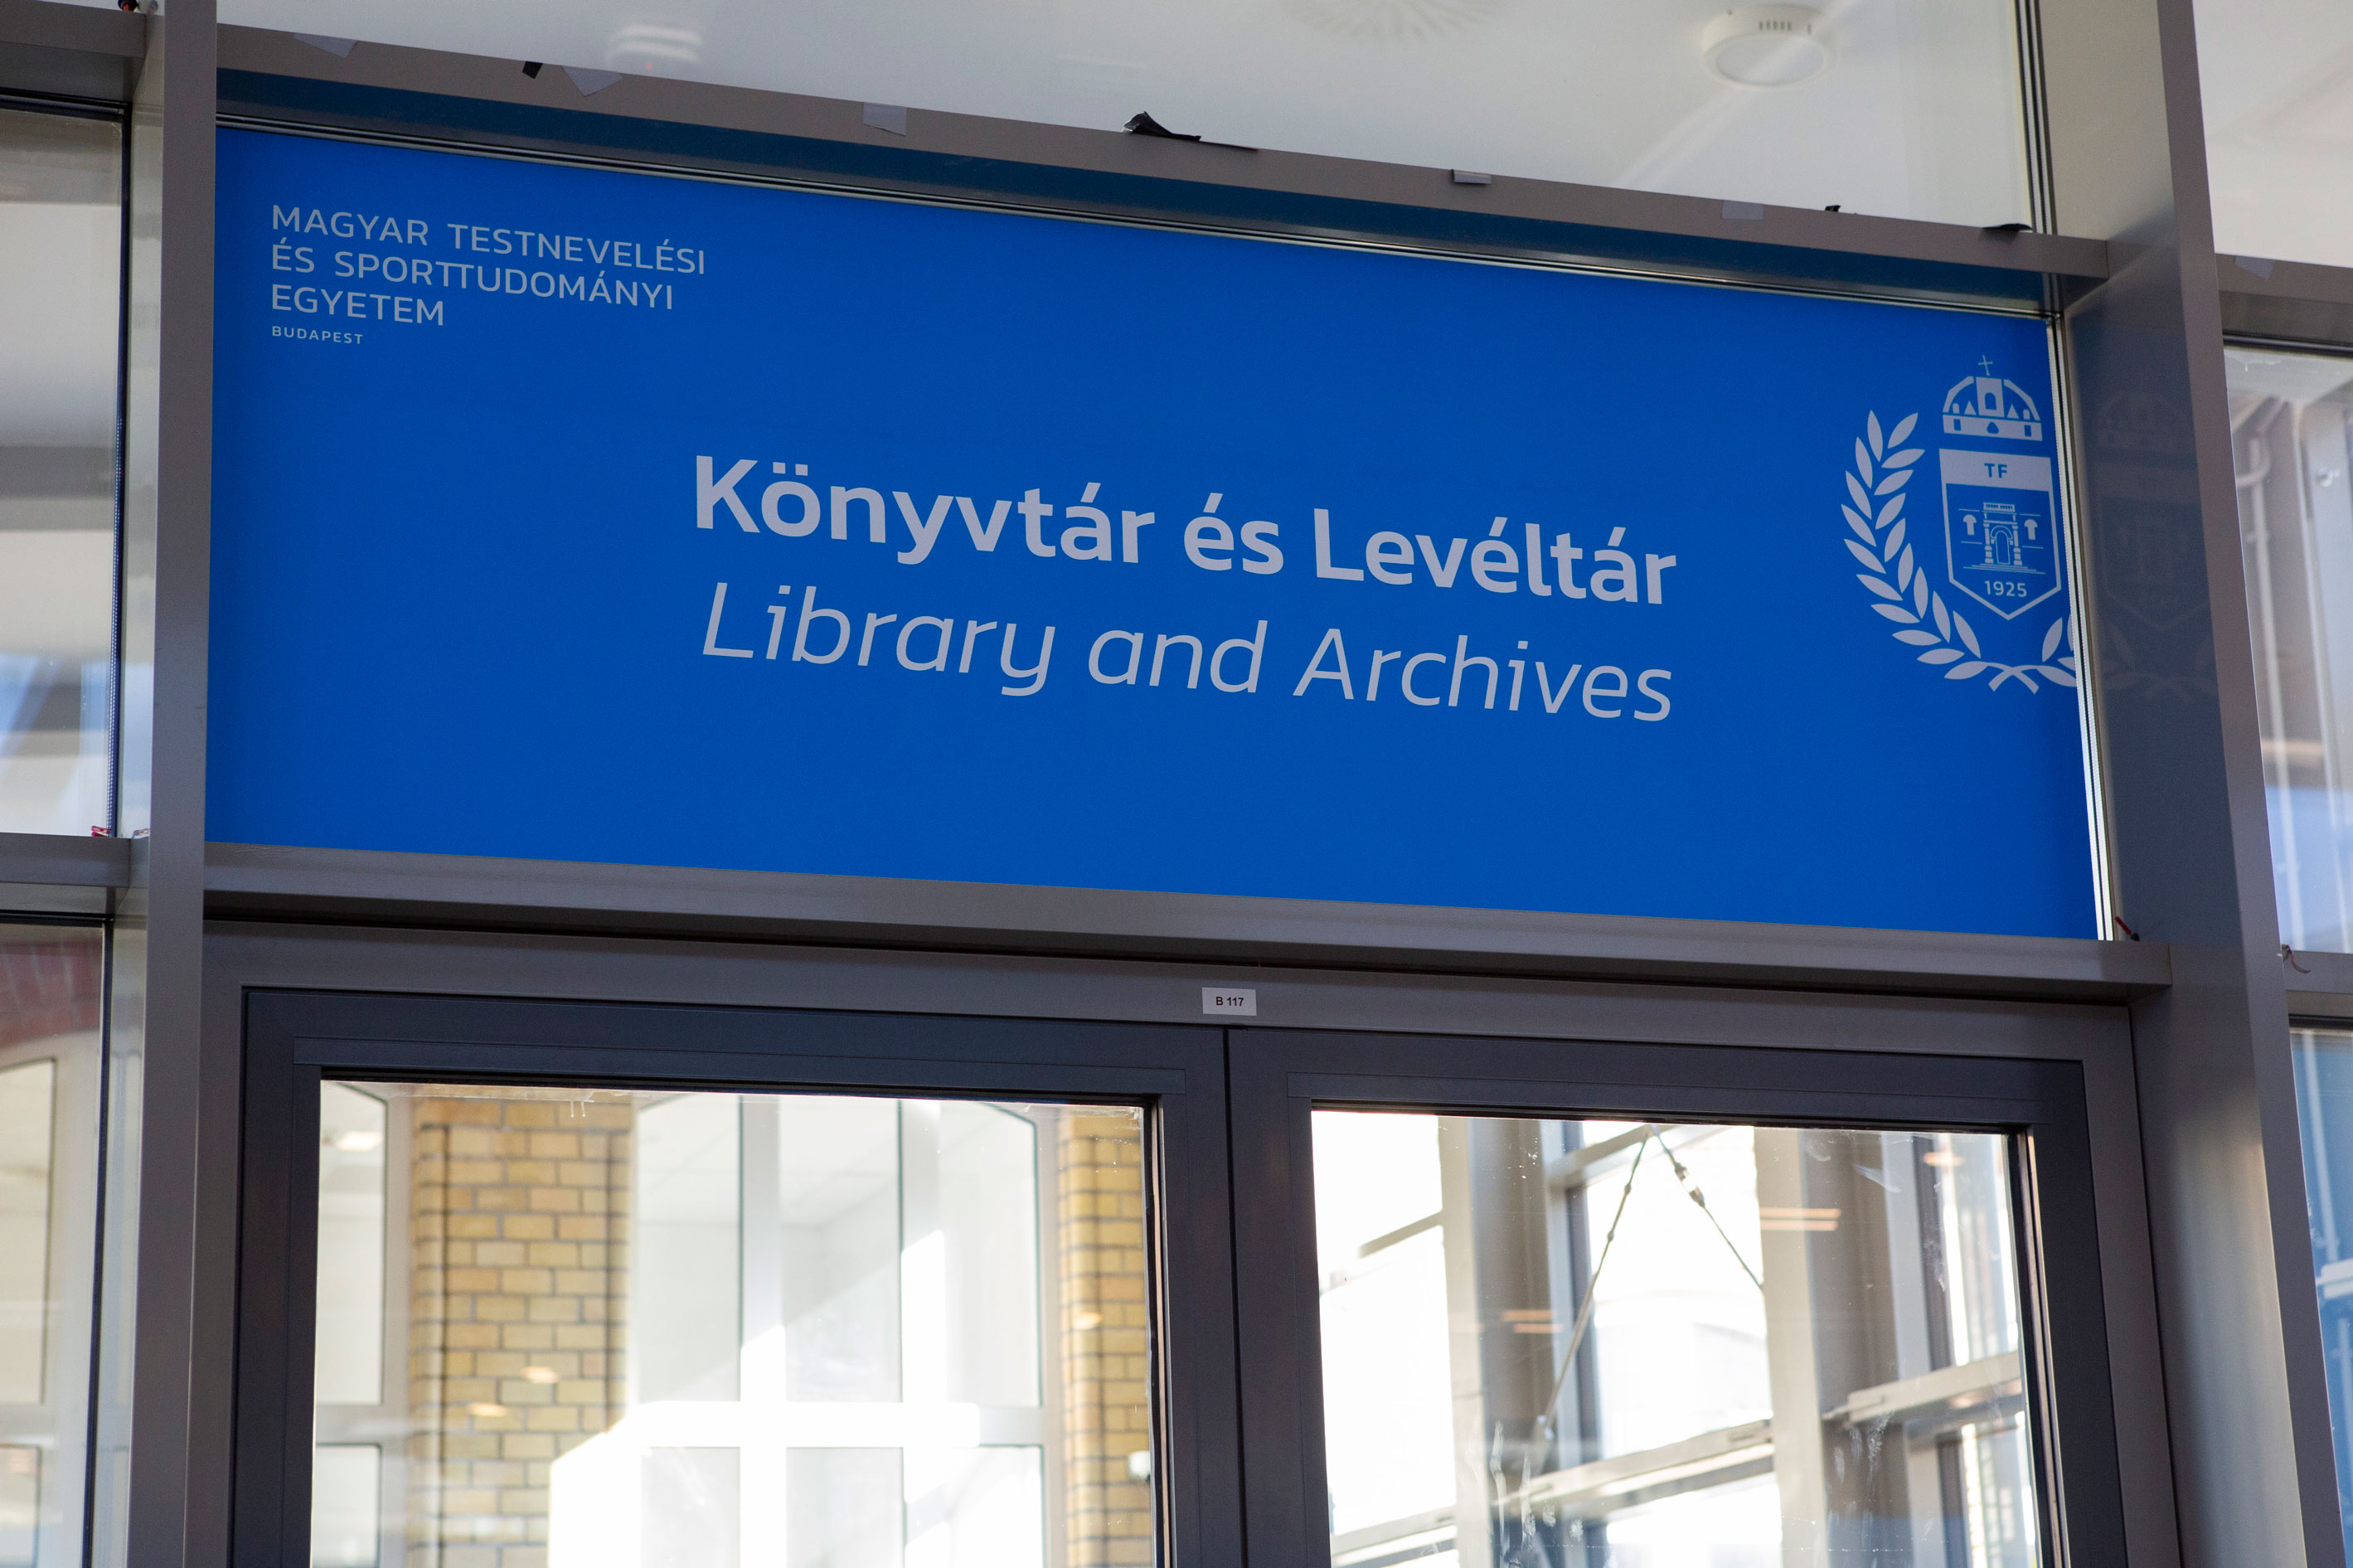 MAGYAR TESTNEVELÉSI
ÉS SPORTTUDOMÁNYI
EGYETEM
BUDAPEST
Könyvtár és Levéltár
Library and Archives
TF
1925
B 117